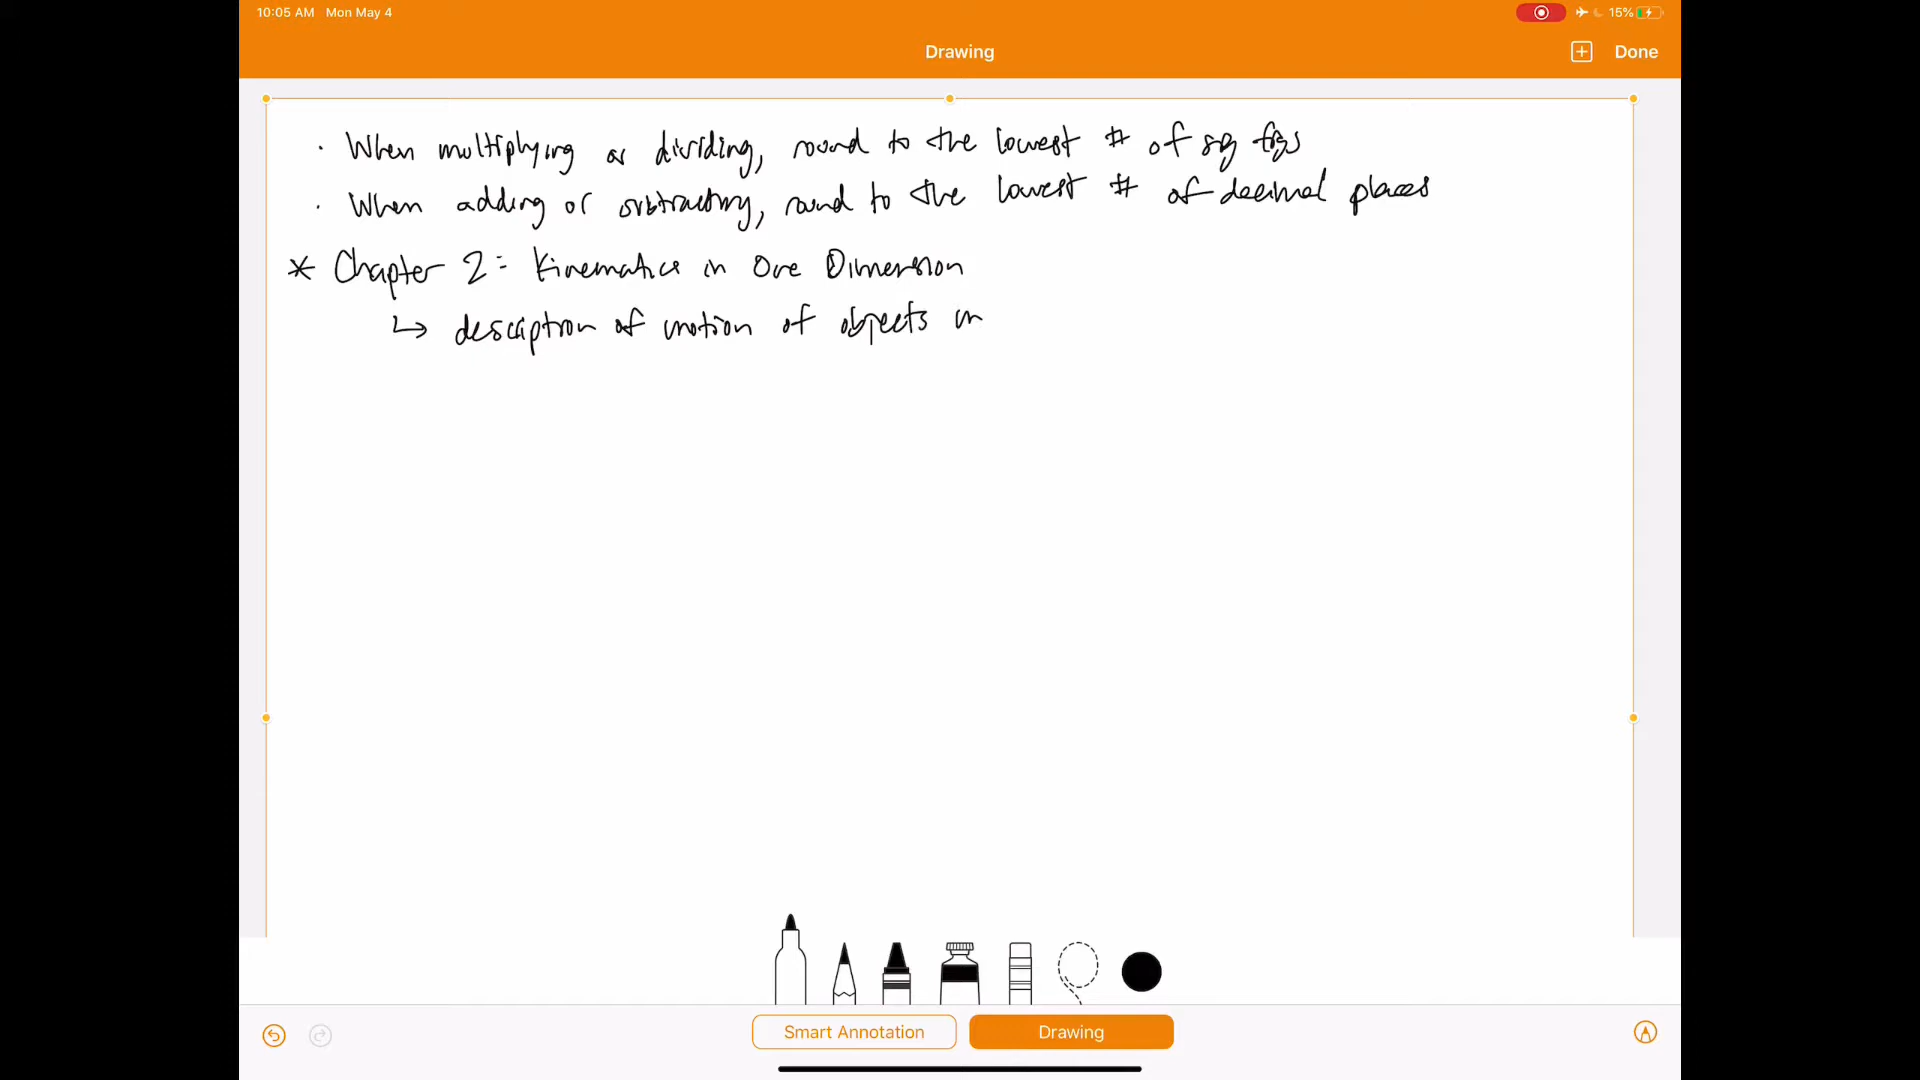 10:05 AM Mon May 4
15%
Drawing
Done
· When multiplying or dividing, round to the lowest # of sig figs
· When adding or subtracting, round to the lowest # of decimal places
* Chapter 2: Kinematics in One Dimension
↳ description of motion of objects in
Smart Annotation
Drawing